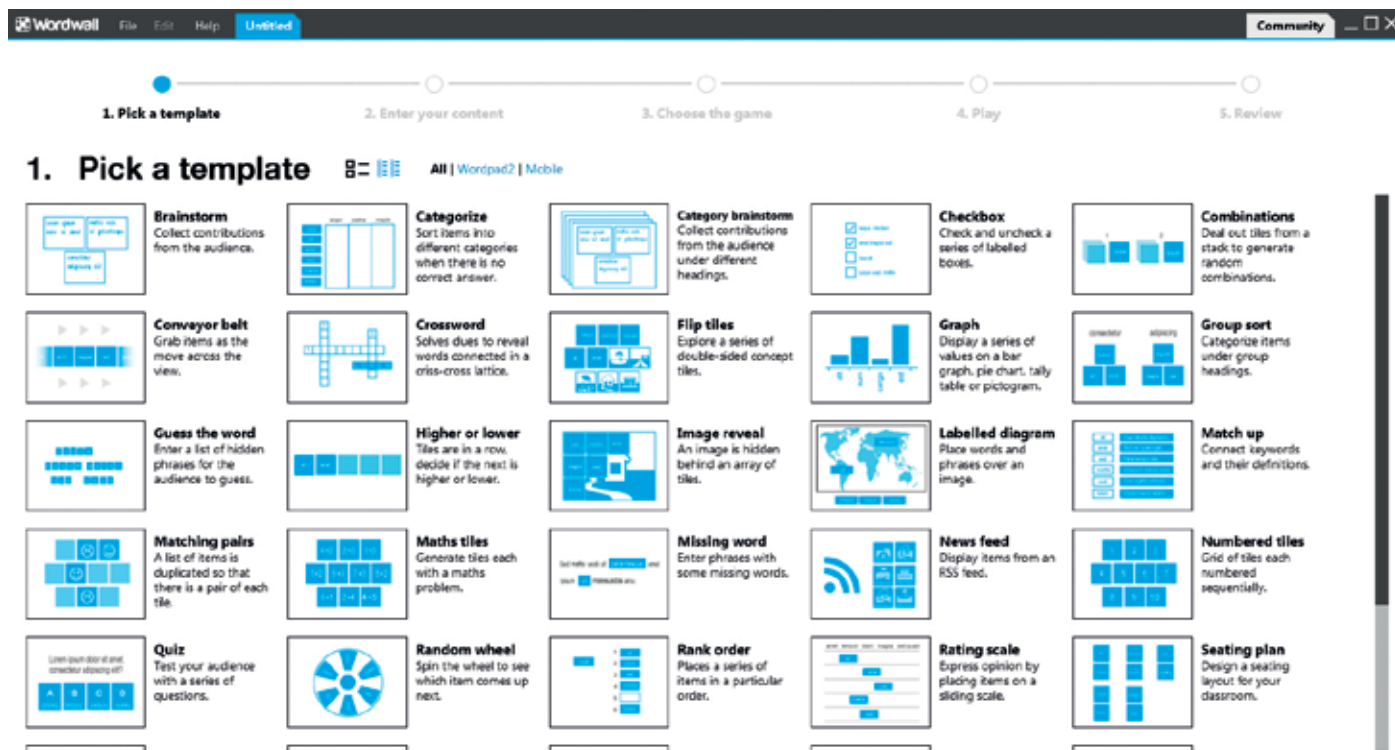 Wordwall File Edit Help Untitled Community
1. Pick a template 2. Enter your content 3. Choose the game 4. Play 5. Review
1. Pick a template All | Wordpad2 | Mobile
Brainstorm
Collect contributions
from the audience.
Categorize
Sort items into
different categories
when there is no
correct answer.
Category brainstorm
Collect contributions
from the audience
under different
headings.
Checkbox
Check and uncheck a
series of labelled
boxes.
Combinations
Deal out tiles from a
stack to generate
random
combinations.
Conveyor belt
Grab items as the
move across the
view.
Crossword
Solves clues to reveal
words connected in a
criss-cross lattice.
Flip tiles
Explore a series of
double-sided concept
tiles.
Graph
Display a series of
values on a bar
graph, pie chart, tally
table or pictogram.
Group sort
Categorize items
under group
headings.
Guess the word
Enter a list of hidden
phrases for the
audience to guess.
Higher or lower
Tiles are in a row,
decide if the next is
higher or lower.
Image reveal
An image is hidden
behind an array of
tiles.
Labelled diagram
Place words and
phrases over an
image.
Match up
Connect keywords
and their definitions.
Matching pairs
A list of items is
duplicated so that
there is a pair of each
tile.
Maths tiles
Generate tiles each
with a maths
problem.
Missing word
Enter phrases with
some missing words.
News feed
Display items from an
RSS feed.
Numbered tiles
Grid of tiles each
numbered
sequentially.
Quiz
Test your audience
with a series of
questions.
Random wheel
Spin the wheel to see
which item comes up
next.
Rank order
Places a series of
items in a particular
order.
Rating scale
Express opinion by
placing items on a
sliding scale.
Seating plan
Design a seating
layout for your
classroom.